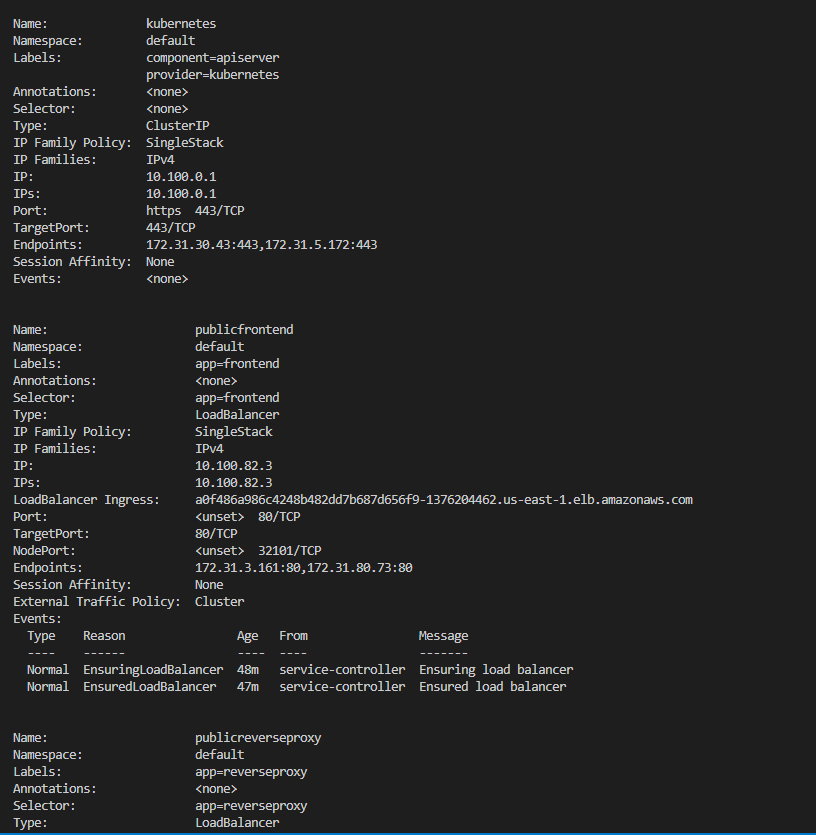 Name:              kubernetes
Namespace:         default
Labels:            component=apiserver
                   provider=kubernetes
Annotations:       <none>
Selector:          <none>
Type:              ClusterIP
IP Family Policy:  SingleStack
IP Families:       IPv4
IP:                10.100.0.1
IPs:               10.100.0.1
Port:              https  443/TCP
TargetPort:        443/TCP
Endpoints:         172.31.30.43:443,172.31.5.172:443
Session Affinity:  None
Events:            <none>
Name:                     publicfrontend
Namespace:                default
Labels:                   app=frontend
Annotations:              <none>
Selector:                 app=frontend
Type:                     LoadBalancer
IP Family Policy:         SingleStack
IP Families:              IPv4
IP:                       10.100.82.3
IPs:                      10.100.82.3
LoadBalancer Ingress:     a0f486a986c4248b482dd7b687d656f9-1376204462.us-east-1.elb.amazonaws.com
Port:                     <unset>  80/TCP
TargetPort:               80/TCP
NodePort:                 <unset>  32101/TCP
Endpoints:                172.31.3.161:80,172.31.80.73:80
Session Affinity:         None
External Traffic Policy:  Cluster
Events:
  Type    Reason                Age   From                Message
  ----    ------                ----  ----                -------
  Normal  EnsuringLoadBalancer  48m   service-controller  Ensuring load balancer
  Normal  EnsuredLoadBalancer   47m   service-controller  Ensured load balancer
Name:                     publicreverseproxy
Namespace:                default
Labels:                   app=reverseproxy
Annotations:              <none>
Selector:                 app=reverseproxy
Type:                     LoadBalancer